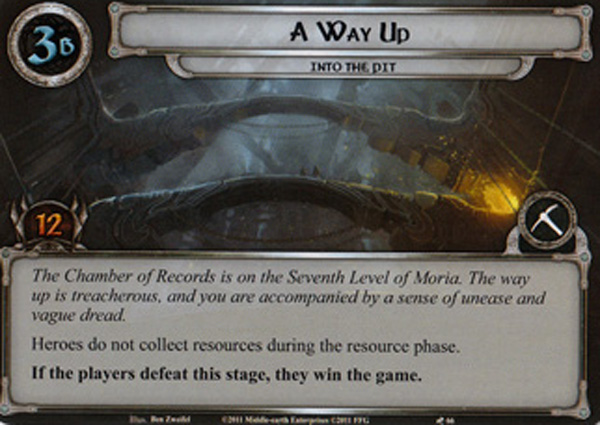 3B
A Way Up
INTO THE PIT
12
The Chamber of Records is on the Seventh Level of Moria. The way
up is treacherous, and you are accompanied by a sense of unease and
vague dread.
Heroes do not collect resources during the resource phase.
If the players defeat this stage, they win the game.
Illus. Ben Zweifel ©2011 Middle-earth Enterprises ©2011 FFG 66